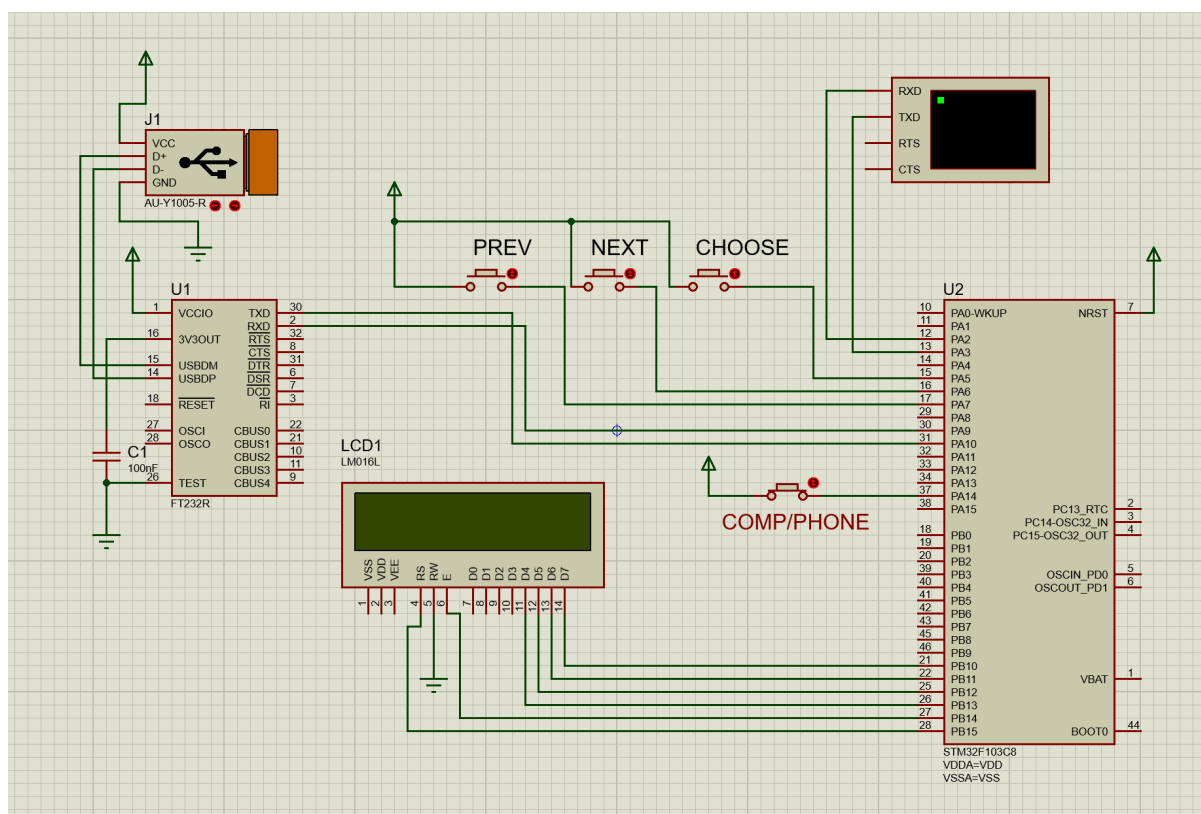 J1
VCC
D+
D-
GND
AU-Y1005-R
RXD
TXD
RTS
CTS
PREV
NEXT
CHOOSE
U1
1 VCCIO
16 3V3OUT
15 USBDM
14 USBDP
18 RESET
27 OSCI
28 OSCO
26 TEST
TXD 30
RXD 2
RTS 32
CTS 8
DTR 31
DSR 6
DCD 7
RI 3
CBUS0 22
CBUS1 21
CBUS2 10
CBUS3 11
CBUS4 9
FT232R
C1
100nF
LCD1
LM016L
VSS VDD VEE RS RW E D0 D1 D2 D3 D4 D5 D6 D7
1 2 3 4 5 6 7 8 9 10 11 12 13 14
COMP/PHONE
U2
10 PA0-WKUP
11 PA1
12 PA2
13 PA3
14 PA4
15 PA5
16 PA6
17 PA7
29 PA8
30 PA9
31 PA10
32 PA11
33 PA12
34 PA13
37 PA14
38 PA15
18 PB0
19 PB1
20 PB2
39 PB3
40 PB4
41 PB5
42 PB6
43 PB7
45 PB8
46 PB9
21 PB10
22 PB11
25 PB12
26 PB13
27 PB14
28 PB15
NRST 7
PC13_RTC 2
PC14-OSC32_IN 3
PC15-OSC32_OUT 4
OSCIN_PD0 5
OSCOUT_PD1 6
VBAT 1
BOOT0 44
STM32F103C8
VDDA=VDD
VSSA=VSS